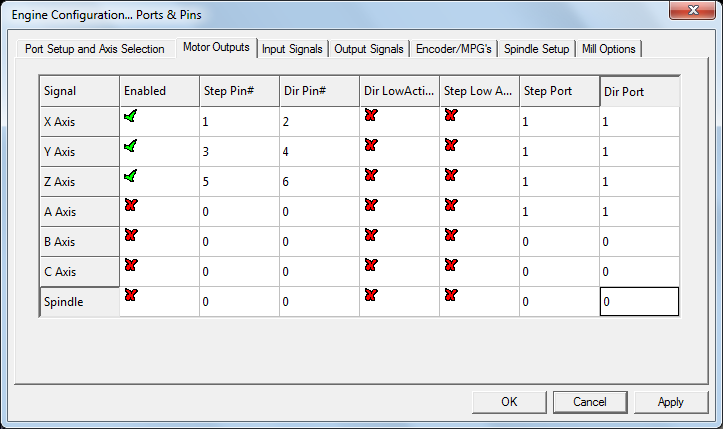 Engine Configuration... Ports & Pins
Port Setup and Axis Selection Motor Outputs Input Signals Output Signals Encoder/MPG's Spindle Setup Mill Options
Signal Enabled Step Pin# Dir Pin# Dir LowActi... Step Low A... Step Port Dir Port
X Axis 1 2 1 1
Y Axis 3 4 1 1
Z Axis 5 6 1 1
A Axis 0 0 1 1
B Axis 0 0 0 0
C Axis 0 0 0 0
Spindle 0 0 0 0
OK Cancel Apply